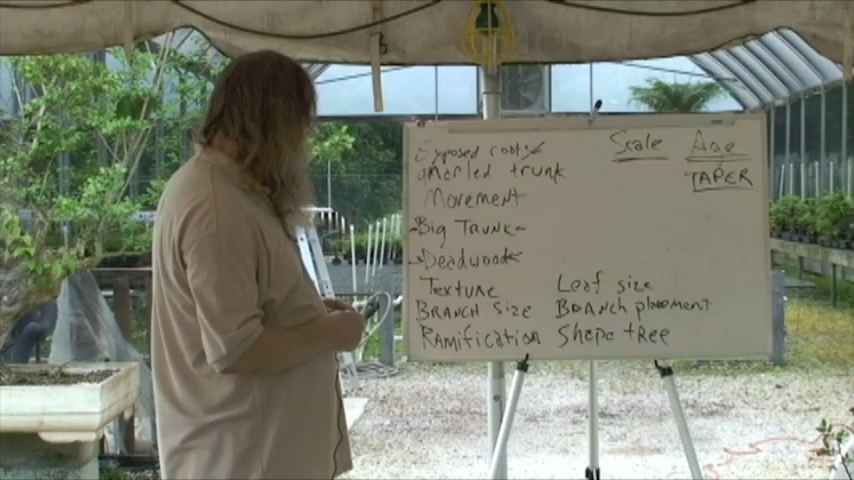 Exposed roots
gnarled trunk
Movement
Big Trunk
Deadwood
Texture
BRANCH Size
Ramification
Leaf size
BRANCH placement
Shape tree
Scale Age
TAPER